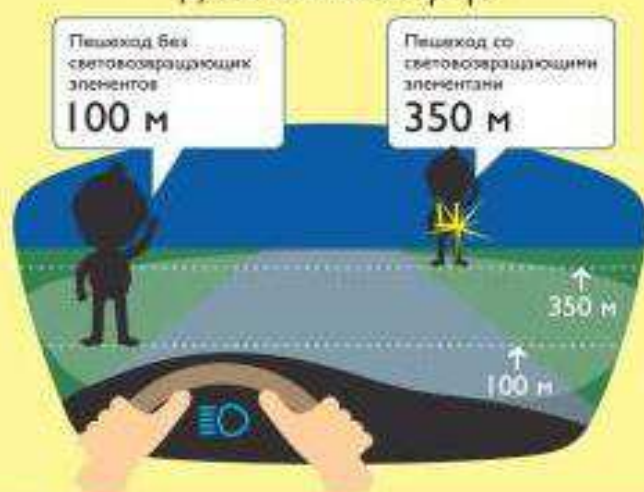 Пешеход без
световозвращающих
элементов
100 м
Пешеход со
световозвращающими
элементами
350 м
350 м
100 м